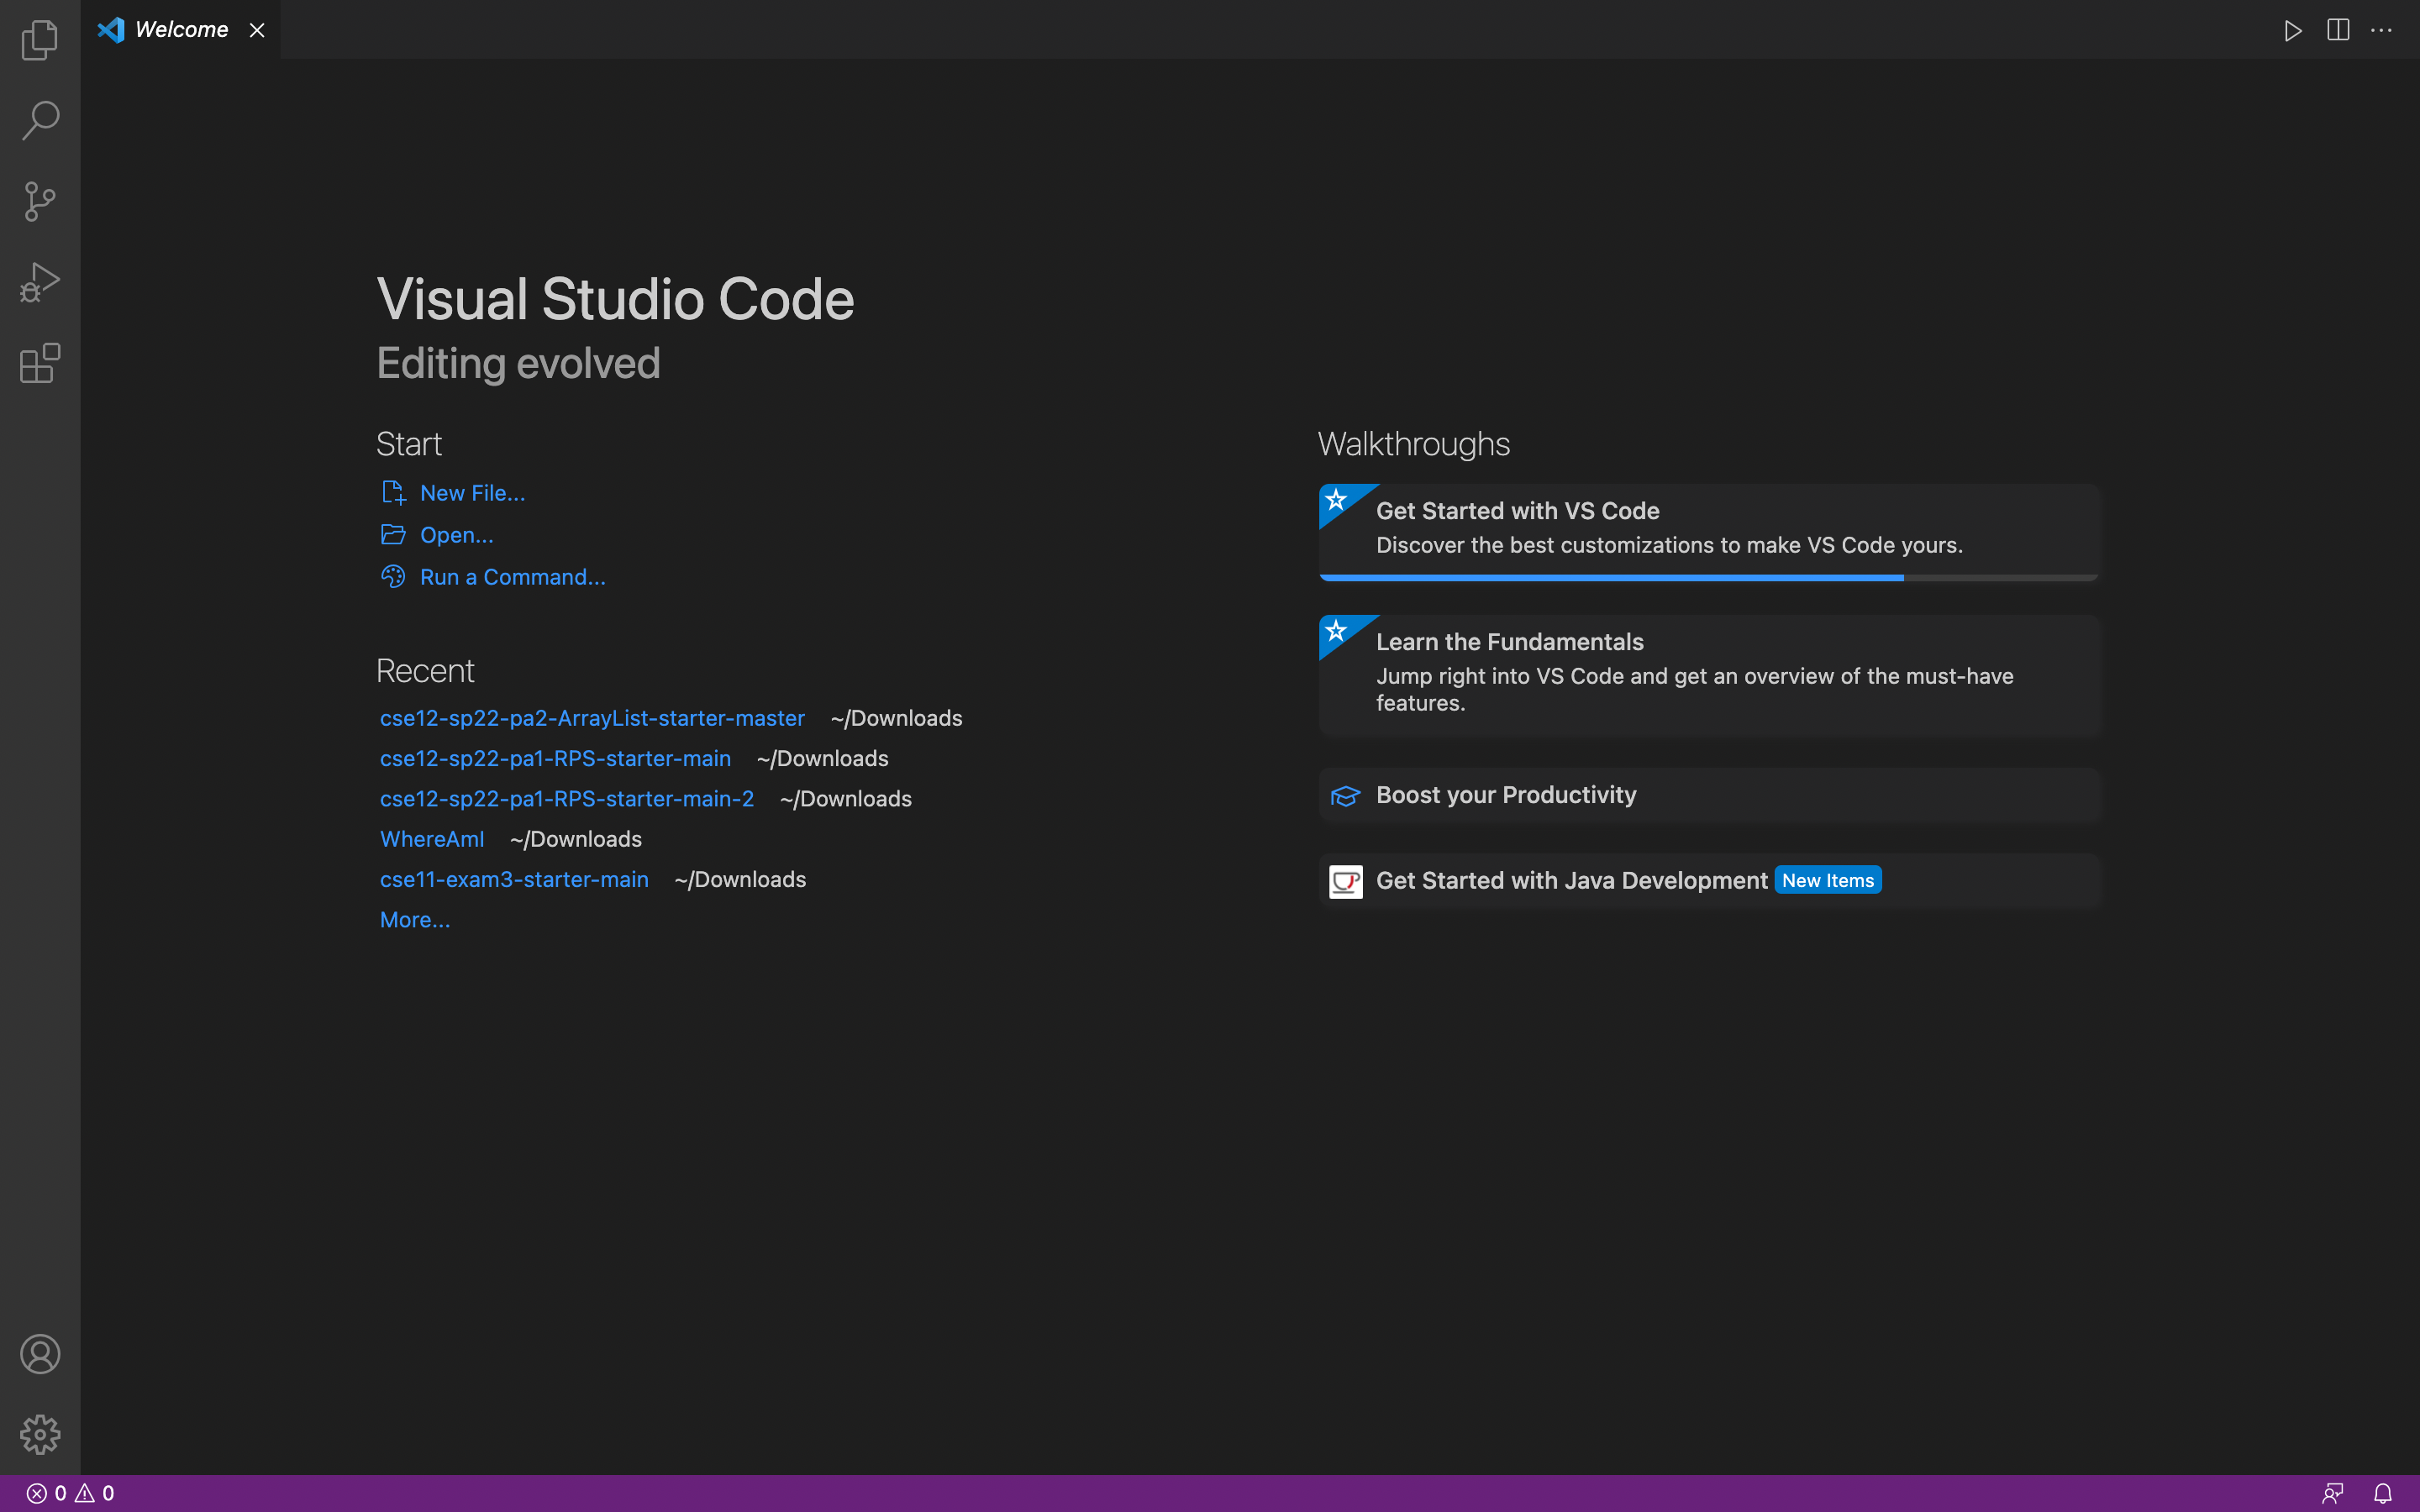 Welcome
Visual Studio Code
Editing evolved
Start
New File...
Open...
Run a Command...
Recent
cse12-sp22-pa2-ArrayList-starter-master ~/Downloads
cse12-sp22-pa1-RPS-starter-main ~/Downloads
cse12-sp22-pa1-RPS-starter-main-2 ~/Downloads
WhereAmI ~/Downloads
cse11-exam3-starter-main ~/Downloads
More...
Walkthroughs
Get Started with VS Code
Discover the best customizations to make VS Code yours.
Learn the Fundamentals
Jump right into VS Code and get an overview of the must-have
features.
Boost your Productivity
Get Started with Java Development New Items
0 0